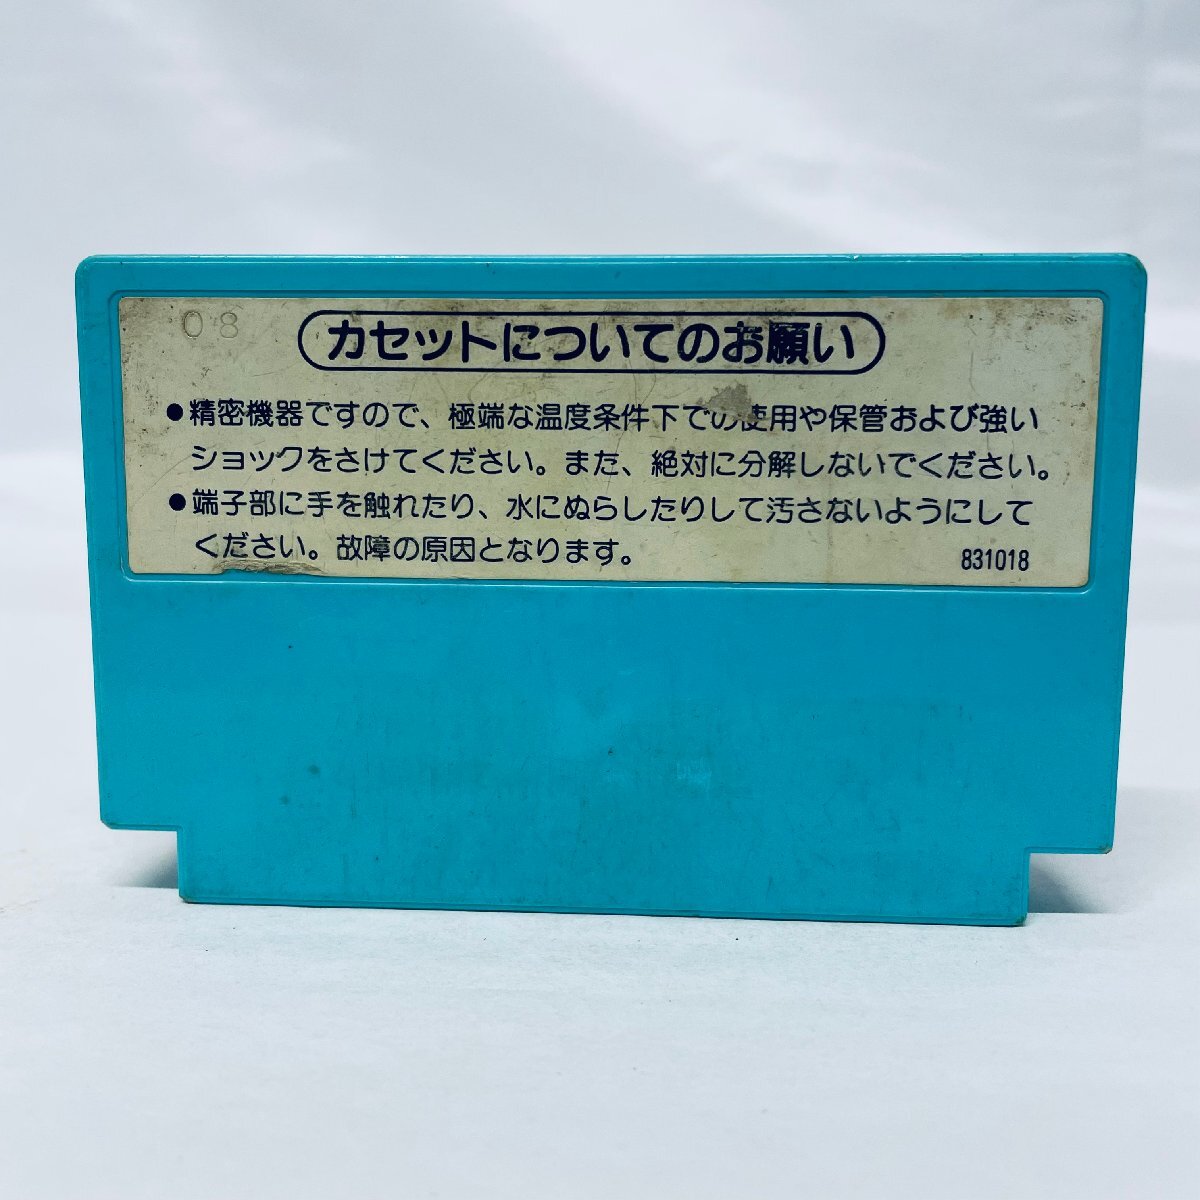 08
カセットについてのお願い
●精密機器ですので、極端な温度条件下での使用や保管および強い
ショックをさけてください。また、絶対に分解しないでください。
●端子部に手を触れたり、水にぬらしたりして汚さないようにして
ください。故障の原因となります。
831018